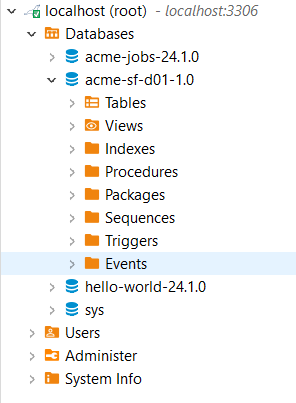 localhost (root) - localhost:3306
Databases
acme-jobs-24.1.0
acme-sf-d01-1.0
Tables
Views
Indexes
Procedures
Packages
Sequences
Triggers
Events
hello-world-24.1.0
sys
Users
Administer
System Info